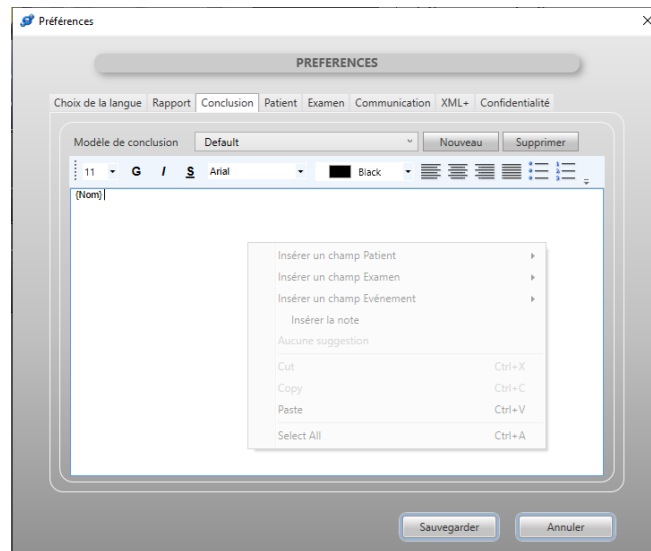 Préférences
PREFERENCES
Choix de la langue Rapport Conclusion Patient Examen Communication XML+ Confidentialité
Modèle de conclusion Default Nouveau Supprimer
11 G I S Arial Black
{Nom}
Insérer un champ Patient
Insérer un champ Examen
Insérer un champ Evénement
Insérer la note
Aucune suggestion
Cut Ctrl+X
Copy Ctrl+C
Paste Ctrl+V
Select All Ctrl+A
Sauvegarder Annuler